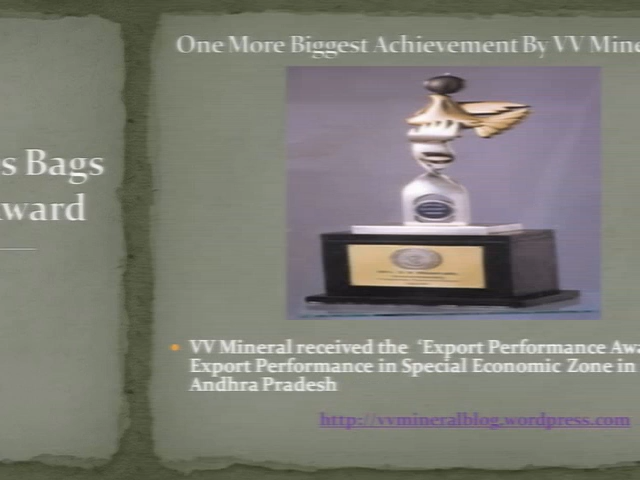 One More Biggest Achievement By VV Mine
s Bags
ward
VV Mineral received the 'Export Performance Awa
Export Performance in Special Economic Zone in
Andhra Pradesh
http://vvmineralblog.wordpress.com